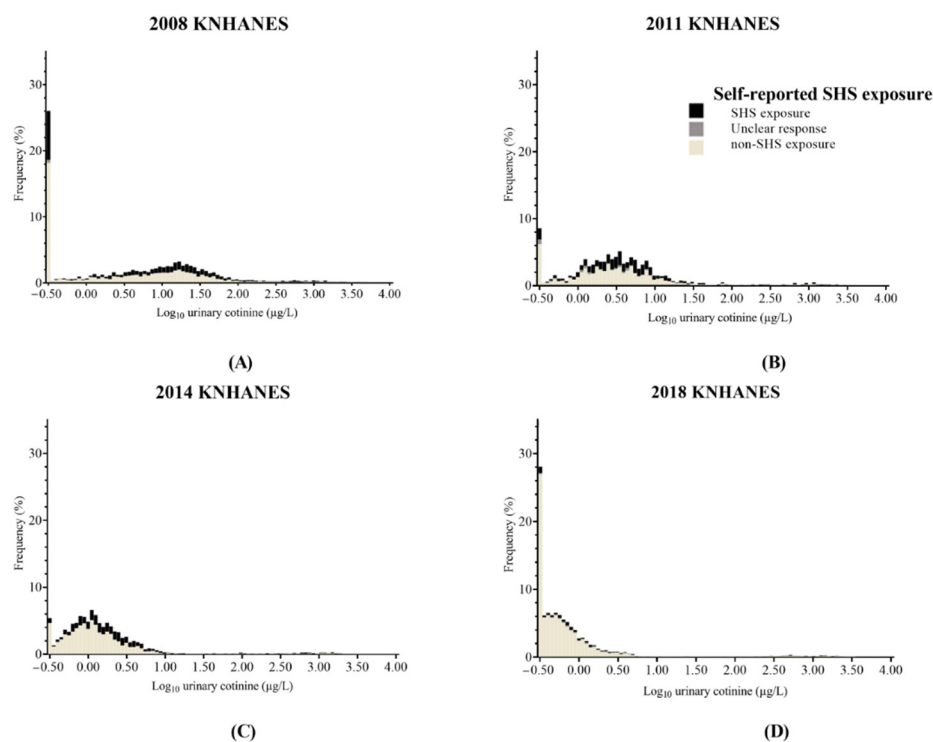 2008 KNHANES
30
20
10
0
Frequency (%)
−0.50 0.00 0.50 1.00 1.50 2.00 2.50 3.00 3.50 4.00
Log₁₀ urinary cotinine (µg/L)
(A)
2011 KNHANES
Self-reported SHS exposure
SHS exposure
Unclear response
non-SHS exposure
30
20
10
0
Frequency (%)
−0.50 0.00 0.50 1.00 1.50 2.00 2.50 3.00 3.50 4.00
Log₁₀ urinary cotinine (µg/L)
(B)
2014 KNHANES
30
20
10
0
Frequency (%)
−0.50 0.00 0.50 1.00 1.50 2.00 2.50 3.00 3.50 4.00
Log₁₀ urinary cotinine (µg/L)
(C)
2018 KNHANES
30
20
10
0
Frequency (%)
−0.50 0.00 0.50 1.00 1.50 2.00 2.50 3.00 3.50 4.00
Log₁₀ urinary cotinine (µg/L)
(D)